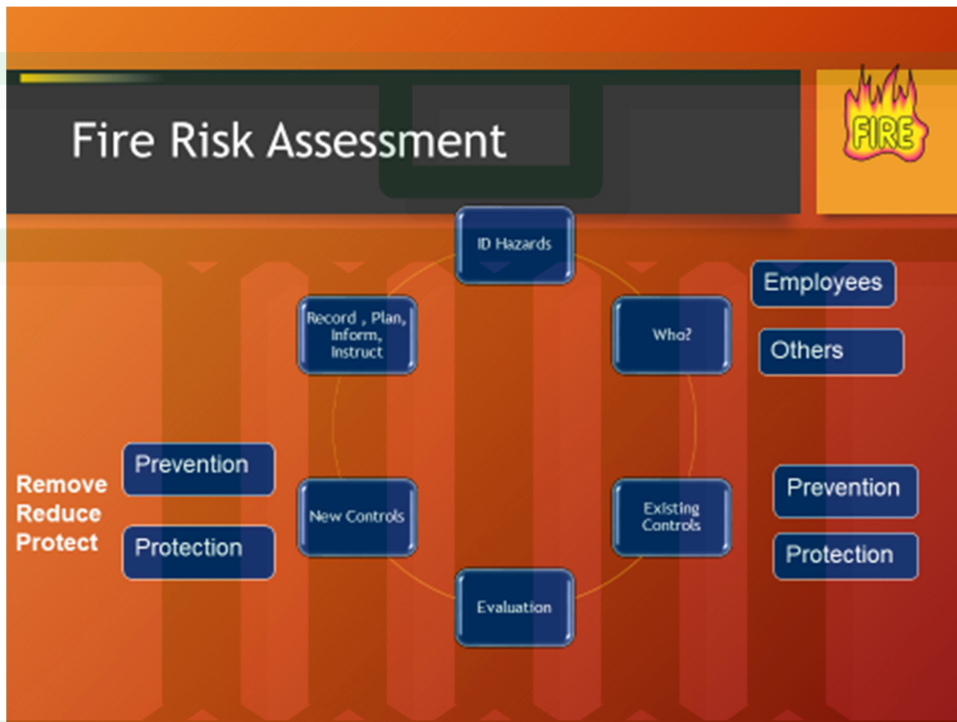 Fire Risk Assessment
FIRE
ID Hazards
Who?
Employees
Others
Existing
Controls
Prevention
Protection
Evaluation
New Controls
Prevention
Protection
Remove
Reduce
Protect
Record , Plan,
Inform,
Instruct